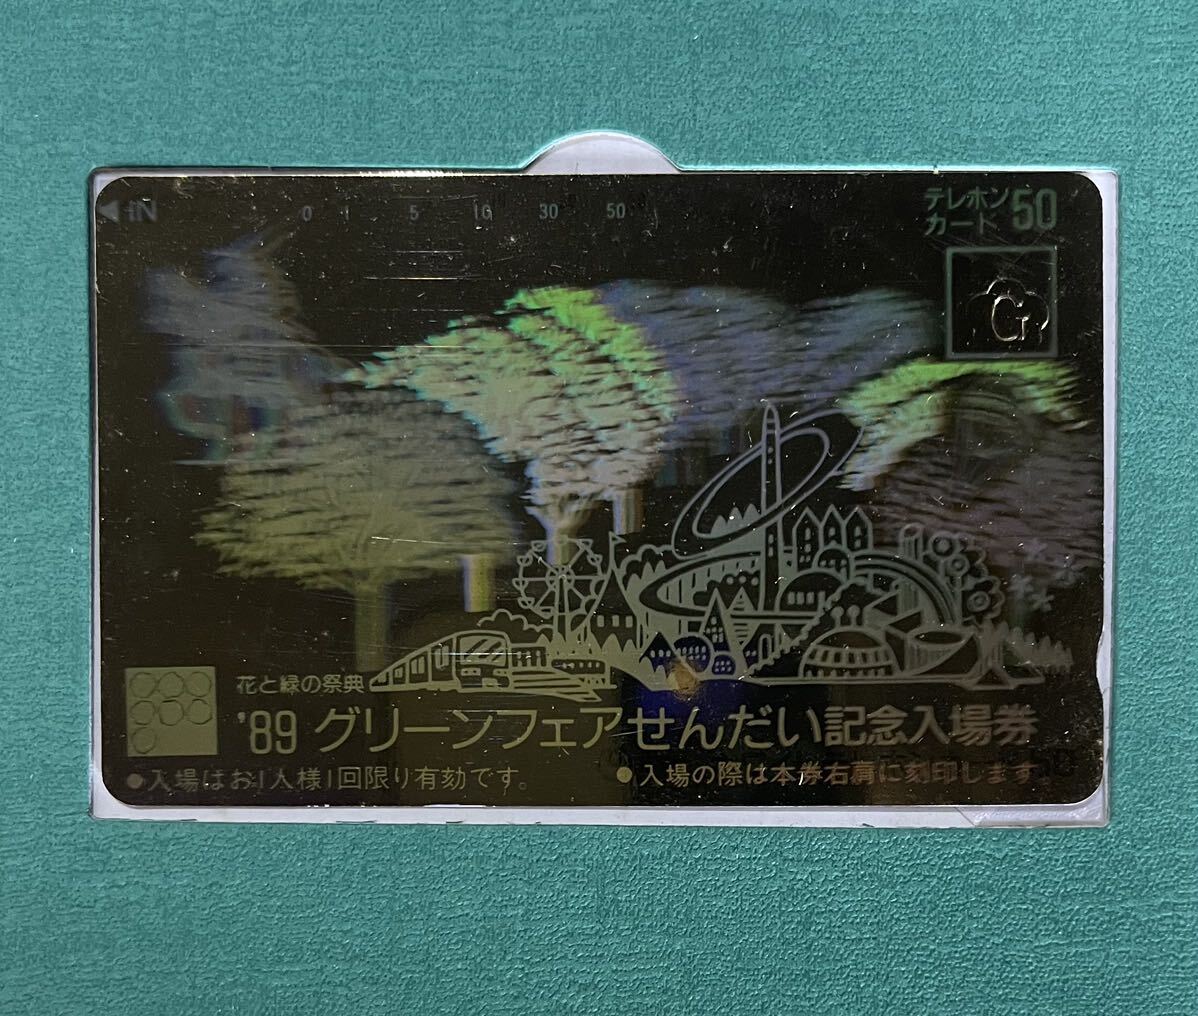 ◀IN 0 1 5 10 30 50
テレホン
カード 50
G
花と緑の祭典
'89 グリーンフェアせんだい記念入場券
●入場はお1人様1回限り有効です。 ●入場の際は本券右肩に刻印します。